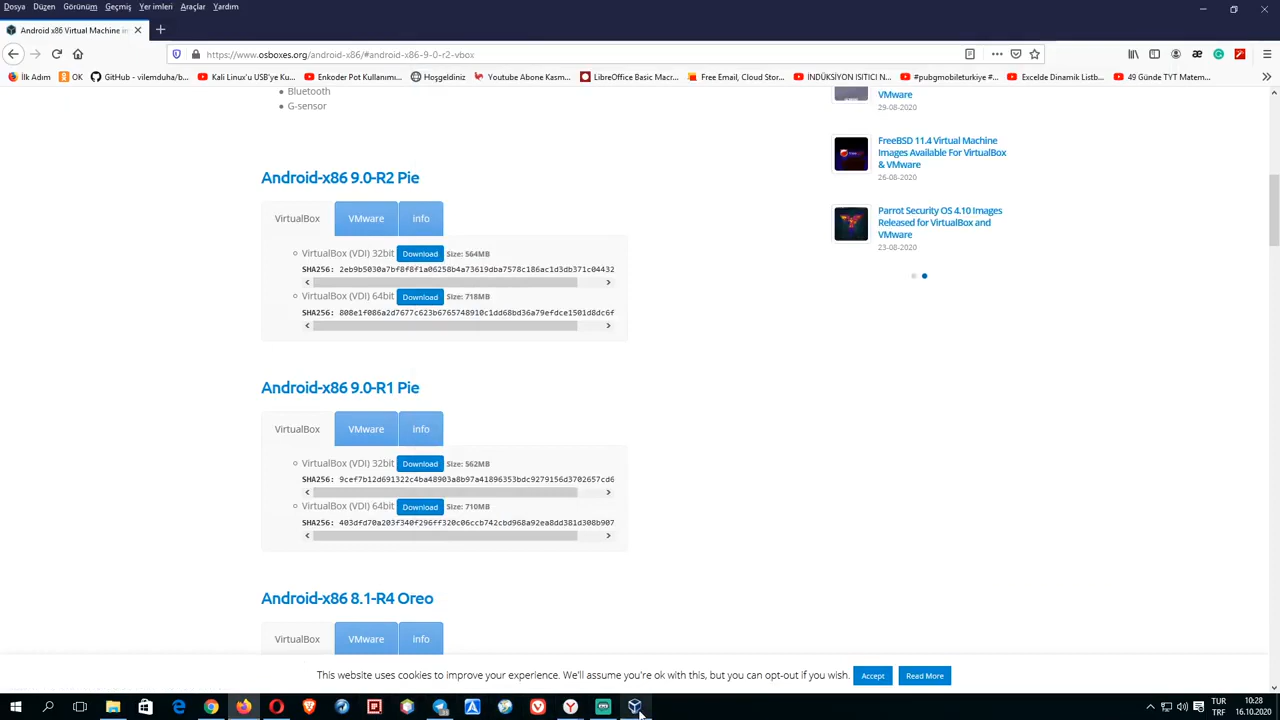 Dosya Düzen Görünüm Geçmiş Yer imleri Araçlar Yardım
Android x86 Virtual Machine im
https://www.osboxes.org/android-x86/#android-x86-9-0-r2-vbox
İlk Adım OK GitHub - vilemduha/b... Kali Linux'u USB'ye Ku... Enkoder Pot Kullanımı... Hoşgeldiniz Youtube Abone Kasm... LibreOffice Basic Macr... Free Email, Cloud Stor... İNDÜKSİYON ISITICI N... #pubgmobileturkiye #... Excelde Dinamik Listb... 49 Günde TYT Matem...
Bluetooth
G-sensor
VMware
29-08-2020
FreeBSD 11.4 Virtual Machine
Images Available For VirtualBox
& VMware
26-08-2020
Parrot Security OS 4.10 Images
Released for VirtualBox and
VMware
23-08-2020
Android-x86 9.0-R2 Pie
VirtualBox VMware Info
VirtualBox (VDI) 32bit Download Size: 564MB
SHA256: 2eb9b5030a7bf8f8f1a06258b4a73619dba7578c186ac1d3db371c04432
VirtualBox (VDI) 64bit Download Size: 718MB
SHA256: 808e1f086a2d7677c623b6765748910c1dd68bd36a79efdce1501d8dc6f
Android-x86 9.0-R1 Pie
VirtualBox VMware Info
VirtualBox (VDI) 32bit Download Size: 562MB
SHA256: 9cef7b12d691322c4ba48903a8b97a41896353bdc9279156d3702657cd6
VirtualBox (VDI) 64bit Download Size: 710MB
SHA256: 403dfd70a203f340f296ff320c06ccb742cbd968a92ea8dd381d308b907
Android-x86 8.1-R4 Oreo
VirtualBox VMware Info
This website uses cookies to improve your experience. We'll assume you're ok with this, but you can opt-out if you wish. Accept Read More
TUR
TRF
10:28
16.10.2020